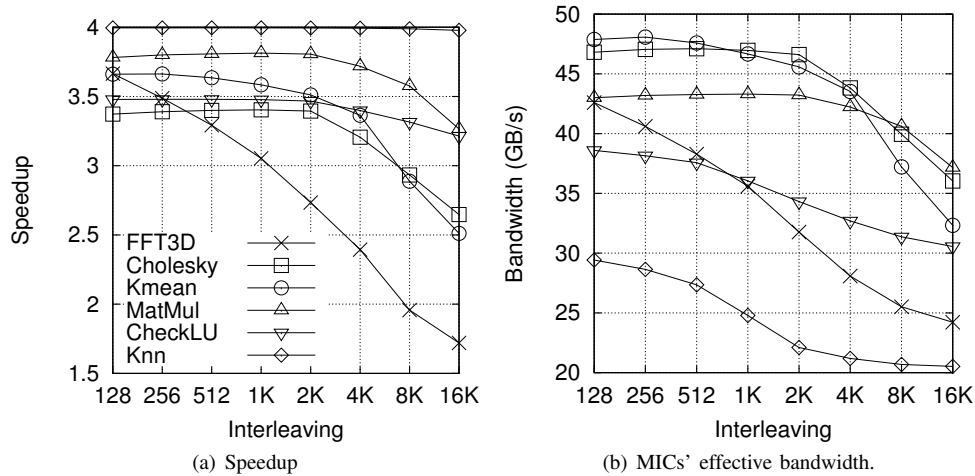 4
3.5
3
2.5
2
1.5
Speedup
FFT3D
Cholesky
Kmean
MatMul
CheckLU
Knn
128 256 512 1K 2K 4K 8K 16K
Interleaving
(a) Speedup
50
45
40
35
30
25
20
Bandwidth (GB/s)
128 256 512 1K 2K 4K 8K 16K
Interleaving
(b) MICs' effective bandwidth.